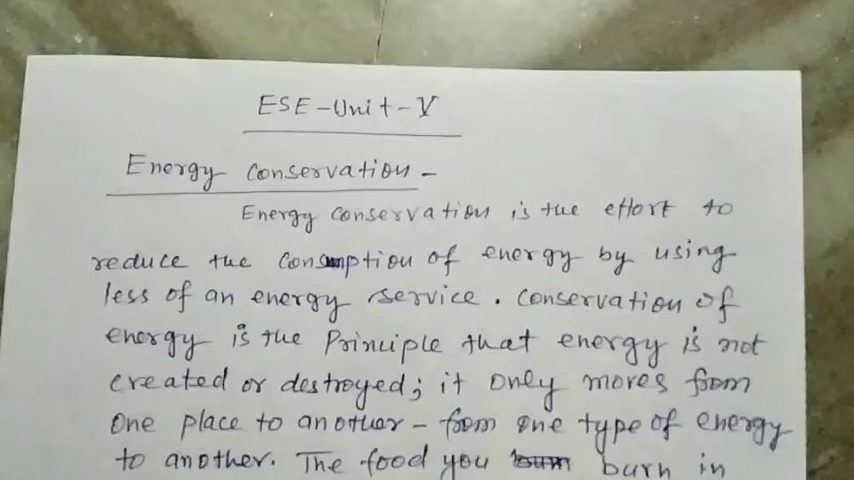 ESE-Unit-V
Energy conservation -
Energy conservation is the effort to
reduce the consumption of energy by using
less of an energy service. Conservation of
energy is the Principle that energy is not
created or destroyed; it only moves from
one place to another - from one type of energy
to another. The food you burn in